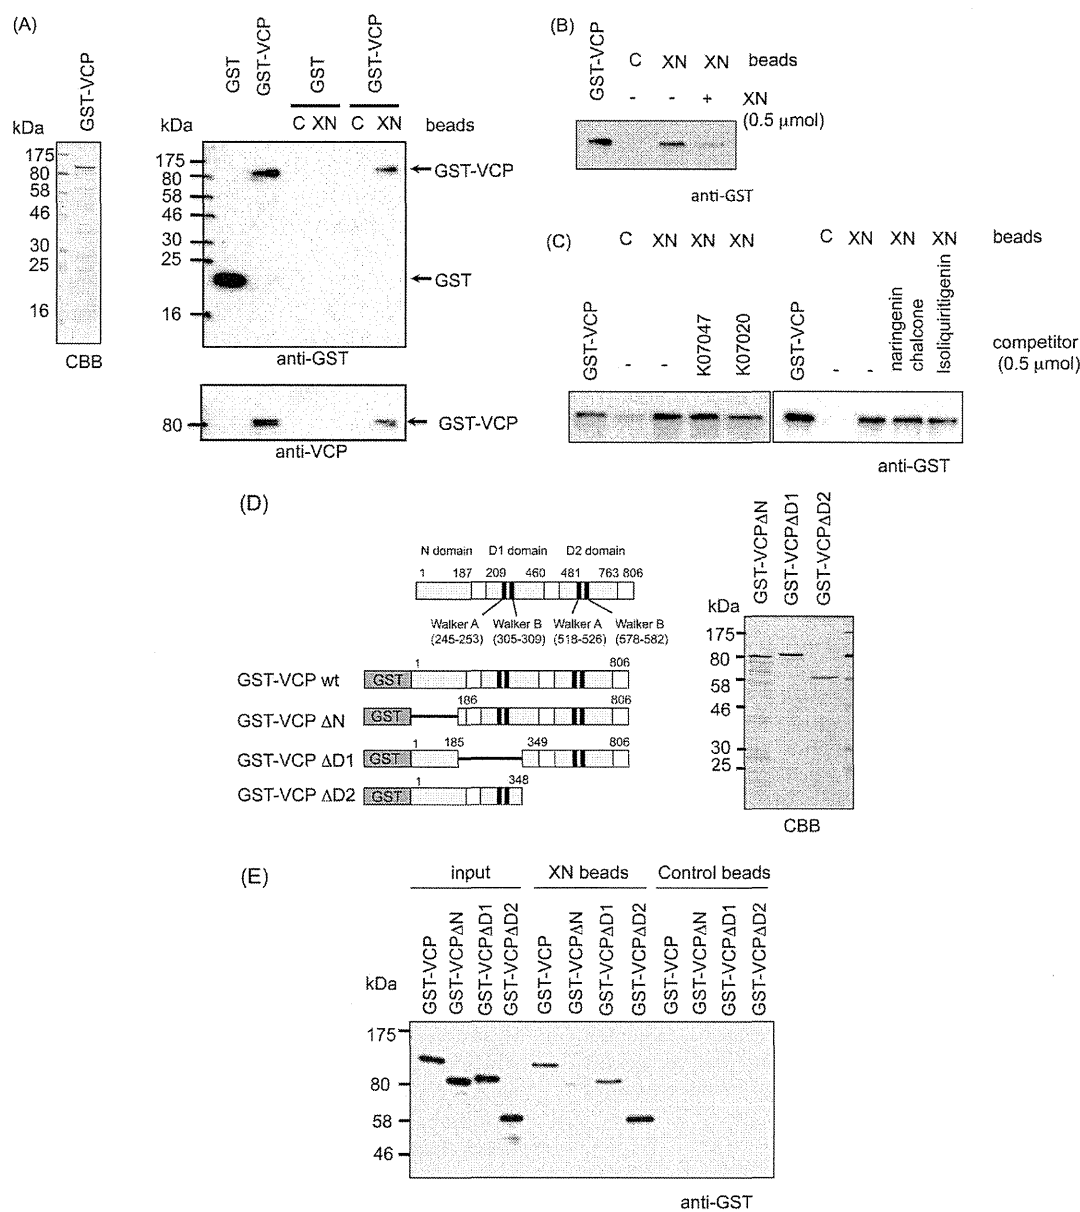 (A)
GST-VCP
kDa
175
80
58
46
30
25
16
CBB
GST
GST-VCP
GST
GST-VCP
C XN C XN beads
kDa
175
80
58
46
30
25
16
GST-VCP
GST
anti-GST
80
GST-VCP
anti-VCP
(B)
GST-VCP
C XN XN beads
- - + XN
(0.5 μmol)
anti-GST
(C)
C XN XN XN C XN XN XN beads
GST-VCP
- -
K07047
K07020
GST-VCP
- -
naringenin
chalcone
Isoliquiritigenin
competitor
(0.5 μmol)
anti-GST
(D)
N domain D1 domain D2 domain
1 187 209 460 481 763 806
Walker A Walker B Walker A Walker B
(245-253) (305-309) (518-526) (578-582)
1 806
GST-VCP wt GST
186 806
GST-VCP ΔN GST
1 185 349 806
GST-VCP ΔD1 GST
1 348
GST-VCP ΔD2 GST
GST-VCPΔN
GST-VCPΔD1
GST-VCPΔD2
kDa
175
80
58
46
30
25
CBB
(E)
input XN beads Control beads
GST-VCP
GST-VCPΔN
GST-VCPΔD1
GST-VCPΔD2
GST-VCP
GST-VCPΔN
GST-VCPΔD1
GST-VCPΔD2
GST-VCP
GST-VCPΔN
GST-VCPΔD1
GST-VCPΔD2
kDa
175
80
58
46
anti-GST